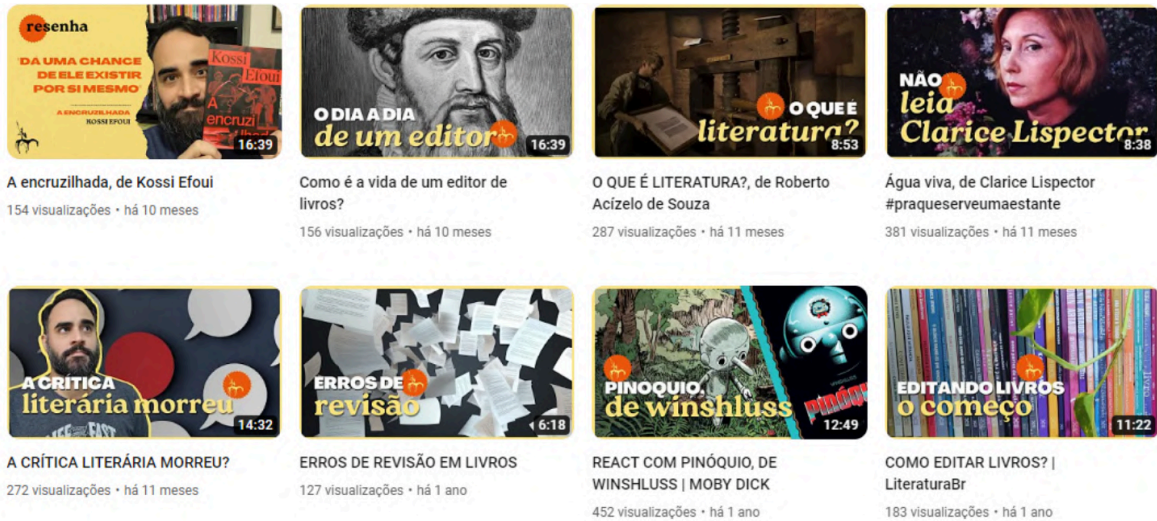 resenha
"DA UMA CHANCE
DE ELE EXISTIR
POR SI MESMO"
A ENCRUZILHADA
KOSSI EFOUI
Kossi
Efoui
A
encruzi
lhada
16:39
O DIA A DIA
de um editor
16:39
O QUE É
literatura?
8:53
NÃO
leia
Clarice Lispector
8:38
A encruzilhada, de Kossi Efoui
154 visualizações • há 10 meses
Como é a vida de um editor de
livros?
156 visualizações • há 10 meses
O QUE É LITERATURA?, de Roberto
Acízelo de Souza
287 visualizações • há 11 meses
Água viva, de Clarice Lispector
#praqueserveumaestante
381 visualizações • há 11 meses
A CRÍTICA
literária morreu
14:32
ERROS DE
revisão
6:18
PINÓQUIO,
de winshluss
PINÓQU
12:49
EDITANDO LIVROS
o começo
11:22
A CRÍTICA LITERÁRIA MORREU?
272 visualizações • há 11 meses
ERROS DE REVISÃO EM LIVROS
127 visualizações • há 1 ano
REACT COM PINÓQUIO, DE
WINSHLUSS | MOBY DICK
452 visualizações • há 1 ano
COMO EDITAR LIVROS? |
LiteraturaBr
183 visualizações • há 1 ano